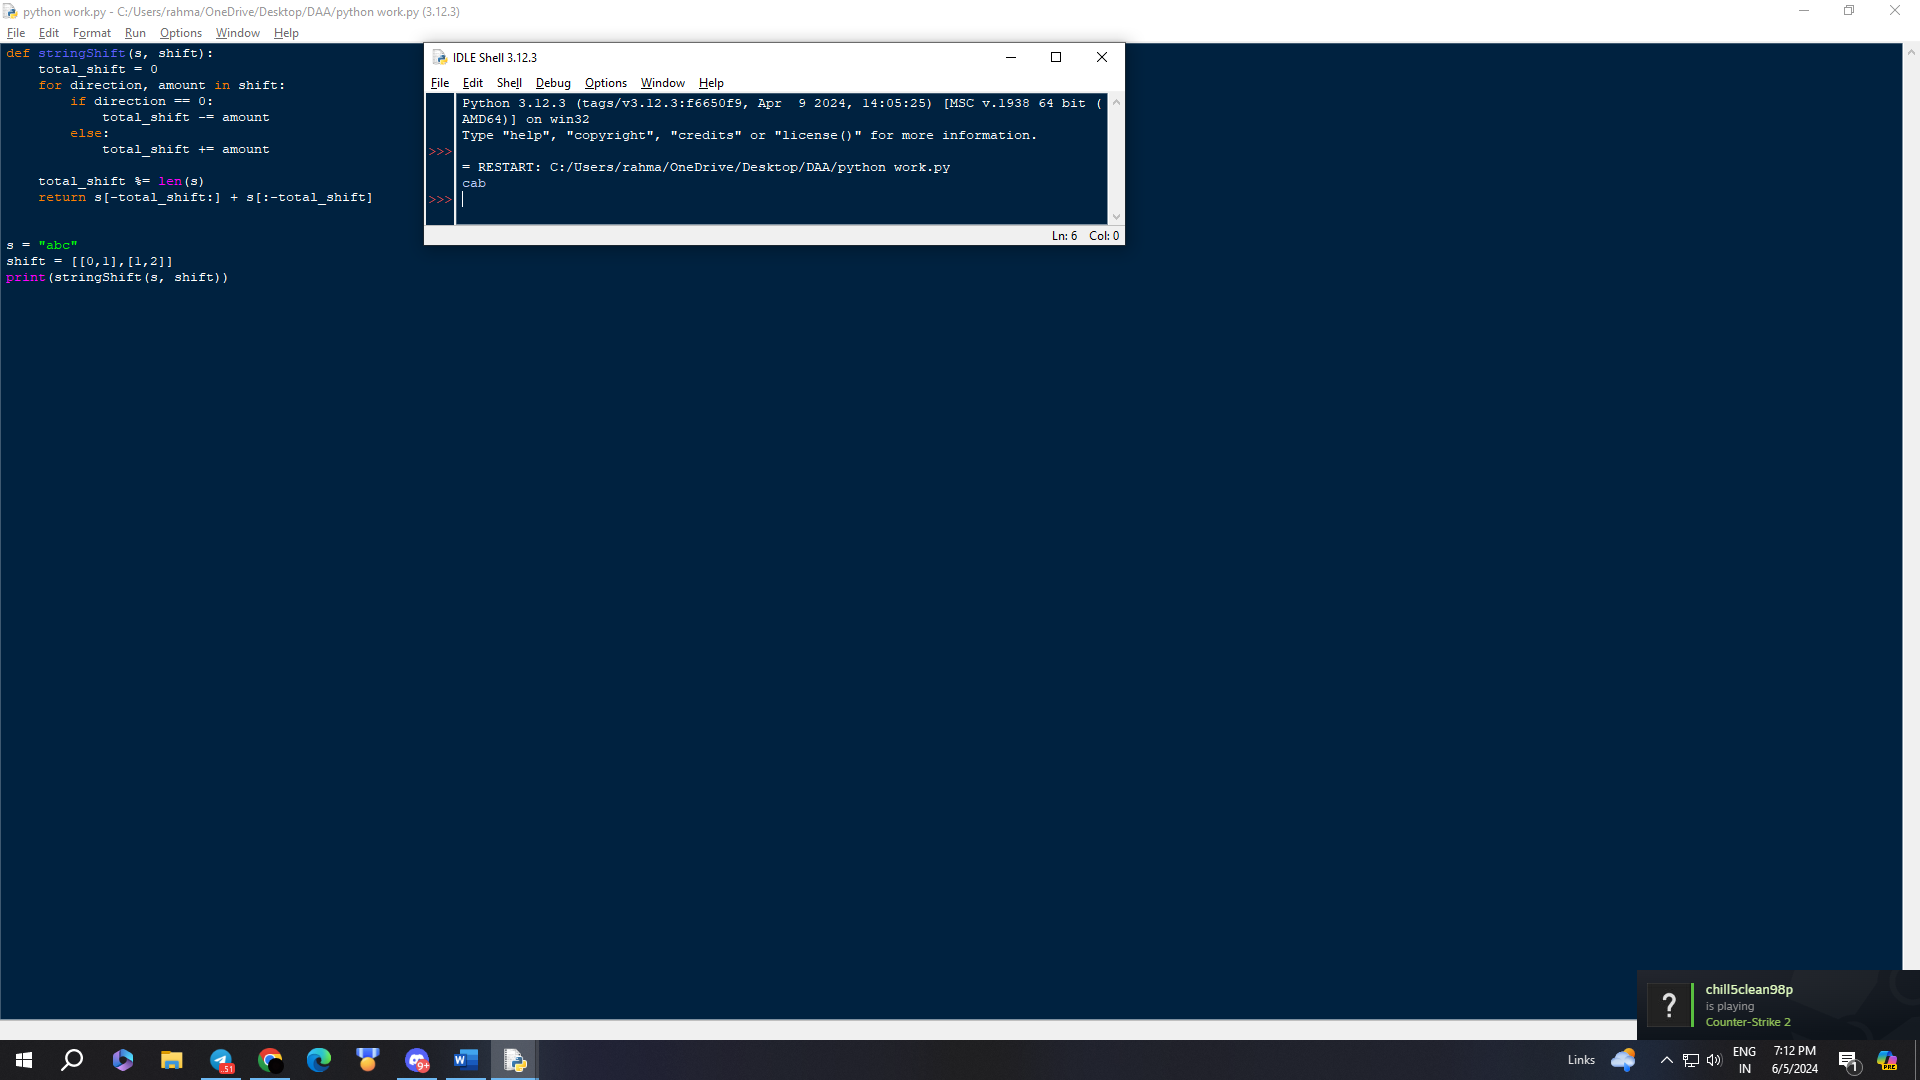 python work.py - C:/Users/rahma/OneDrive/Desktop/DAA/python work.py (3.12.3)
File Edit Format Run Options Window Help
def stringShift(s, shift):
    total_shift = 0
    for direction, amount in shift:
        if direction == 0:
            total_shift -= amount
        else:
            total_shift += amount
    total_shift %= len(s)
    return s[-total_shift:] + s[:-total_shift]
s = "abc"
shift = [[0,1],[1,2]]
print(stringShift(s, shift))
IDLE Shell 3.12.3
File Edit Shell Debug Options Window Help
Python 3.12.3 (tags/v3.12.3:f6650f9, Apr  9 2024, 14:05:25) [MSC v.1938 64 bit (
AMD64)] on win32
Type "help", "copyright", "credits" or "license()" for more information.
>>>
= RESTART: C:/Users/rahma/OneDrive/Desktop/DAA/python work.py
cab
>>>
Ln: 6 Col: 0
?
chill5clean98p
is playing
Counter-Strike 2
51
9+
W
Links
ENG
IN
7:12 PM
6/5/2024
1
PRE